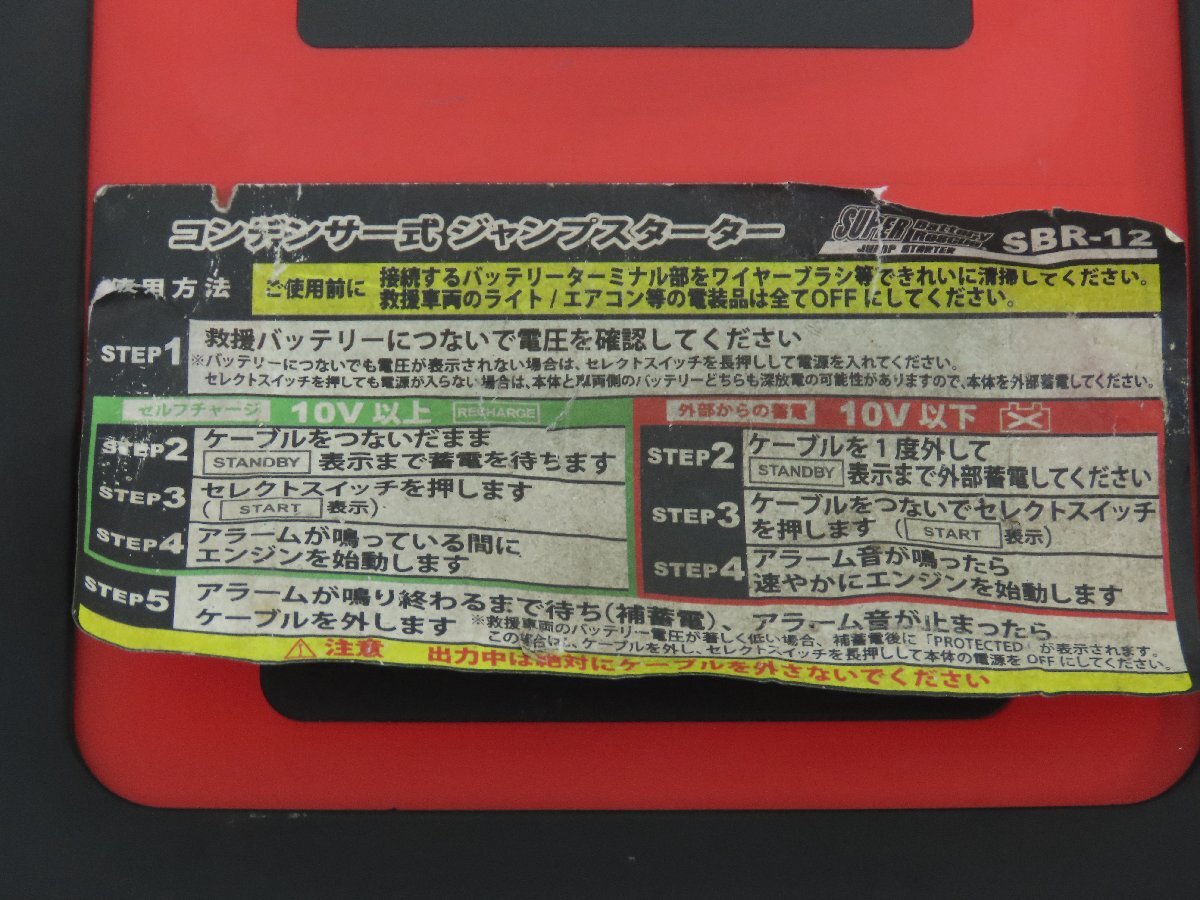 コンデンサー式 ジャンプスターター
SUPER Battery
JUMP STARTER
SBR-12
使用方法
ご使用前に
接続するバッテリーターミナル部をワイヤーブラシ等できれいに清掃してください。
救援車両のライト/エアコン等の電装品は全てOFFにしてください。
STEP1
救援バッテリーにつないで電圧を確認してください
※バッテリーにつないでも電圧が表示されない場合は、セレクトスイッチを長押しして電源を入れてください。
セレクトスイッチを押しても電源が入らない場合は、本体と車両側のバッテリーどちらも深放電の可能性がありますので、本体を外部蓄電してください。
セルフチャージ 10V 以上 RECHARGE
STEP2
ケーブルをつないだまま
STANDBY 表示まで蓄電を待ちます
STEP3
セレクトスイッチを押します
( START 表示)
STEP4
アラームが鳴っている間に
エンジンを始動します
外部からの蓄電 10V 以下
STEP2
ケーブルを1度外して
STANDBY 表示まで外部蓄電してください
STEP3
ケーブルをつないでセレクトスイッチ
を押します ( START 表示)
STEP4
アラーム音が鳴ったら
速やかにエンジンを始動します
STEP5
アラームが鳴り終わるまで待ち(補蓄電)、アラーム音が止まったら
ケーブルを外します
※救援車両のバッテリー電圧が著しく低い場合、補蓄電後に「PROTECTED」が表示されます。
この場合は、ケーブルを外し、セレクトスイッチを長押しして本体の電源をOFFにしてください。
注意 出力中は絶対にケーブルを外さないでください